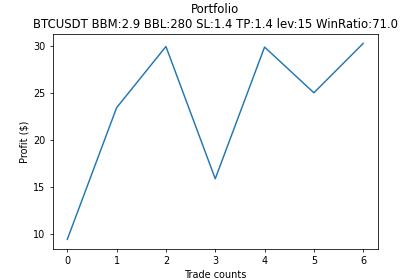 Portfolio
BTCUSDT BBM:2.9 BBL:280 SL:1.4 TP:1.4 lev:15 WinRatio:71.0
30
25
20
15
10
Profit ($)
0 1 2 3 4 5 6
Trade counts